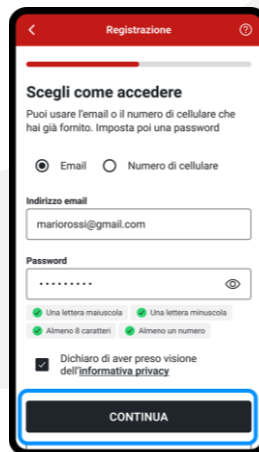 Registrazione
Scegli come accedere
Puoi usare l'email o il numero di cellulare che
hai già fornito. Imposta poi una password
Email Numero di cellulare
Indirizzo email
mariorossi@gmail.com
Password
Una lettera maiuscola Una lettera minuscola
Almeno 8 caratteri Almeno un numero
Dichiaro di aver preso visione
dell'informativa privacy
CONTINUA